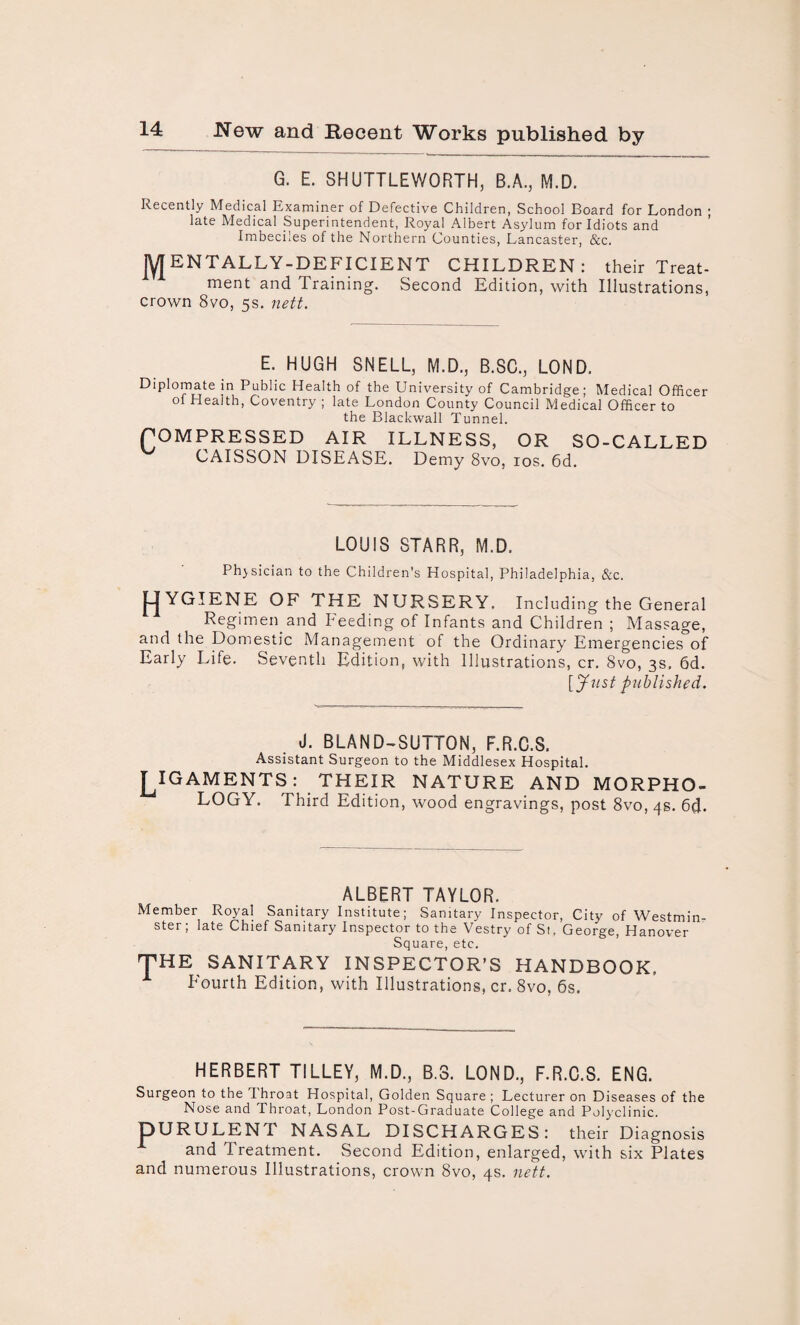 14 New and Recent Works published by
G. E. SHUTTLEWORTH, B.A., M.D.
Recently Medical Examiner of Defective Children, School Board for London ;
late Medical Superintendent, Royal Albert Asylum for Idiots and
Imbeciles of the Northern Counties, Lancaster, &c.
MENTALLY-DEFICIENT CHILDREN : their Treat-
ment and Training. Second Edition, with Illustrations,
crown 8vo, 5s. nett.
E. HUGH SNELL, M.D., B.SC., LOND.
Diplomate in Public Health of the University of Cambridge; Medical Officer
of Health, Coventry ; late London County Council Medical Officer to
the Blackwall Tunnel.
COMPRESSED AIR ILLNESS, OR SO-CALLED
CAISSON DISEASE. Demy 8vo, 10s. 6d.
LOUIS STARR, M.D.
Physician to the Children's Hospital, Philadelphia, &c.
HYGIENE OF THE NURSERY. Including the General
Regimen and Feeding of Infants and Children ; Massage,
and the Domestic Management of the Ordinary Emergencies of
Early Life. Seventh Edition, with Illustrations, cr. 8vo, 3s. 6d.
[Just published.
J. BLAND-SUTTON, F.R.C.S.
Assistant Surgeon to the Middlesex Hospital.
LIGAMENTS: THEIR NATURE AND MORPHO-
LOGY. Third Edition, wood engravings, post 8vo, 4s. 6d.
ALBERT TAYLOR.
Member Royal Sanitary Institute; Sanitary Inspector, City of Westmin-
ster; late Chief Sanitary Inspector to the Vestry of St. George, Hanover
Square, etc.
THE SANITARY INSPECTOR'S HANDBOOK.
Fourth Edition, with Illustrations, cr. 8vo, 6s.
HERBERT TILLEY, M.D., B.S. LOND., F.R.C.S. ENG.
Surgeon to the Throat Hospital, Golden Square ; Lecturer on Diseases of the
Nose and Throat, London Post-Graduate College and Polyclinic.
PURULENT NASAL DISCHARGES: their Diagnosis
and Treatment. Second Edition, enlarged, with six Plates
and numerous Illustrations, crown 8vo, 4s. nett.